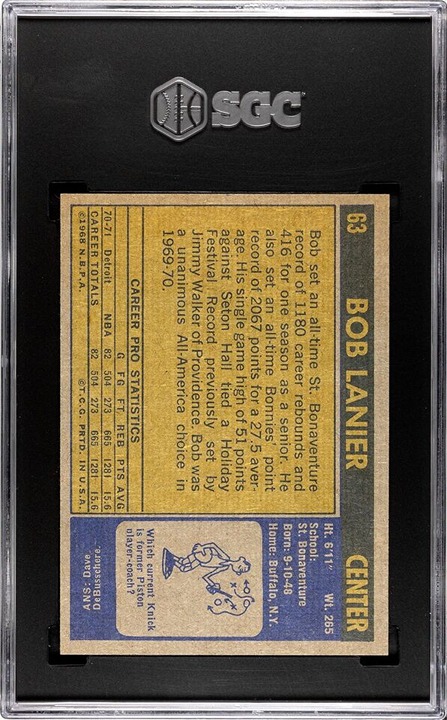 SGC
63 BOB LANIER CENTER
Bob set an all-time St. Bonaventure
record of 1180 career rebounds and
416 for one season as a senior. He
also set an all-time Bonnies' point
record of 2067 points for a 27.5 aver-
age. His single game high of 51 points
against Seton Hall tied a Holiday
Festival Record previously set by
Jimmy Walker of Providence. Bob was
a unanimous All-America choice in
1969-70.
CAREER PRO STATISTICS
G FG FT REB PTS AVG
70-71 Detroit NBA 82 504 273 665 1281 15.6
CAREER TOTALS 82 504 273 665 1281 15.6
©1968 N.B.P.A. ©T.C.G. PRTD. IN U.S.A.
Ht. 6'11" Wt. 265
School:
St. Bonaventure
Born: 9-10-48
Home: Buffalo, N.Y.
Which current Knick
is former Piston
player-coach?
ANS: Dave
DeBusschere